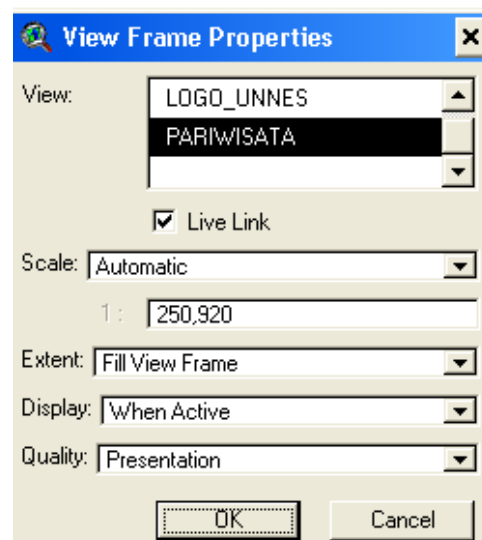 View Frame Properties
View:
LOGO_UNNES
PARIWISATA
Live Link
Scale: Automatic
1 : 250,920
Extent: Fill View Frame
Display: When Active
Quality: Presentation
OK Cancel